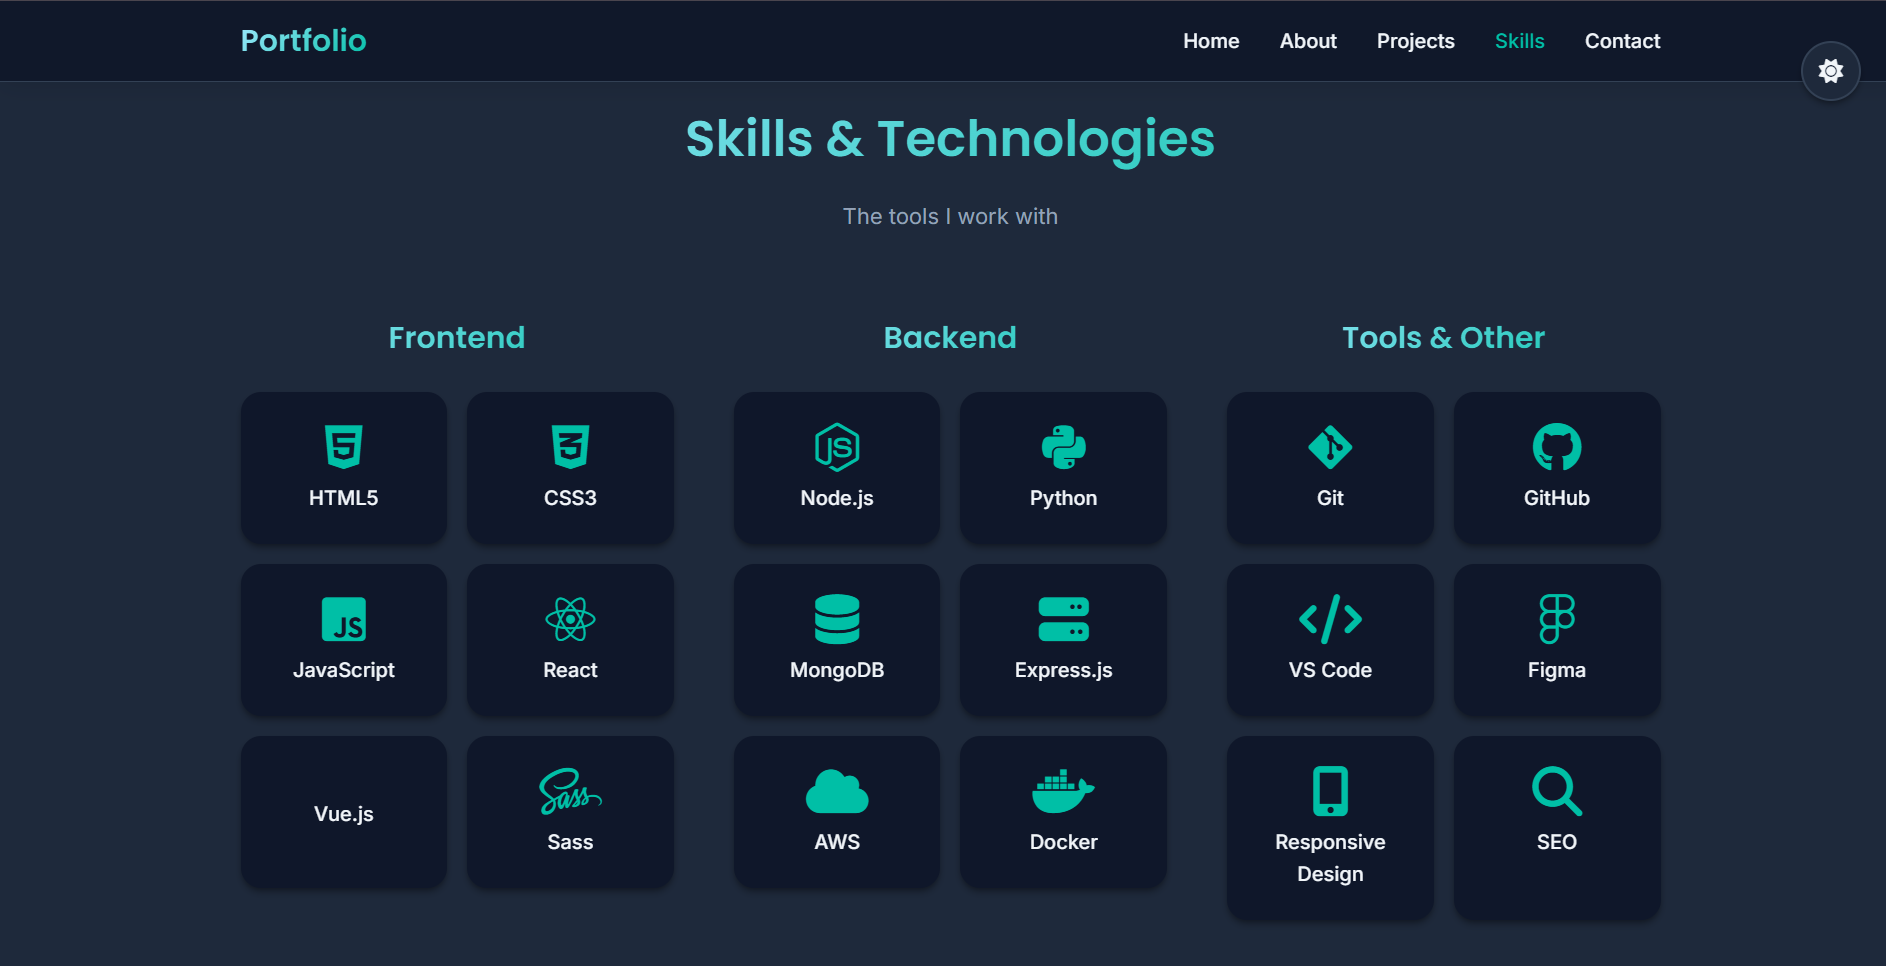 Portfolio
Home
About
Projects
Skills
Contact
Skills & Technologies
The tools I work with
Frontend
HTML5
CSS3
JavaScript
React
Vue.js
Sass
Backend
Node.js
Python
MongoDB
Express.js
AWS
Docker
Tools & Other
Git
GitHub
VS Code
Figma
Responsive
Design
SEO